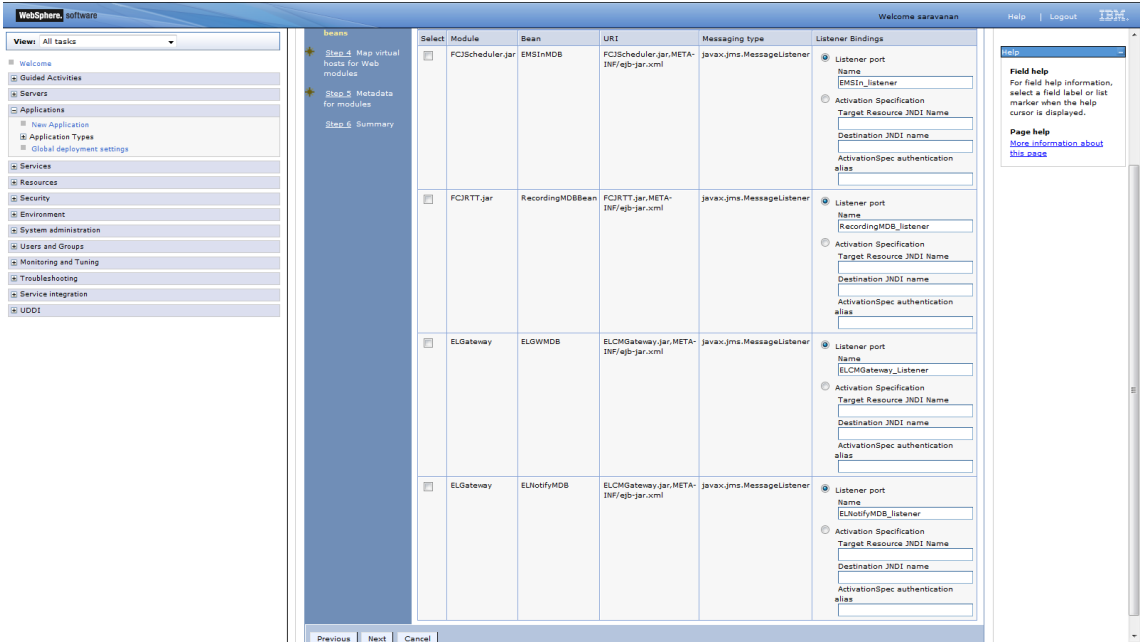 WebSphere. software
Welcome saravanan
Help | Logout
IBM.
View: All tasks
Welcome
Guided Activities
Servers
Applications
New Application
Application Types
Global deployment settings
Services
Resources
Security
Environment
System administration
Users and Groups
Monitoring and Tuning
Troubleshooting
Service integration
UDDI
beans
Step 4 Map virtual
hosts for Web
modules
Step 5 Metadata
for modules
Step 6 Summary
Select Module Bean URI Messaging type Listener Bindings
FCJScheduler.jar EMSInMDB FCJScheduler.jar,META- javax.jms.MessageListener
INF/ejb-jar.xml
Listener port
Name
EMSIn_listener
Activation Specification
Target Resource JNDI Name
Destination JNDI name
ActivationSpec authentication
alias
FCJRTT.jar RecordingMDBBean FCJRTT.jar,META- javax.jms.MessageListener
INF/ejb-jar.xml
Listener port
Name
RecordingMDB_listener
Activation Specification
Target Resource JNDI Name
Destination JNDI name
ActivationSpec authentication
alias
ELGateway ELGWMDB ELCMGateway.jar,META- javax.jms.MessageListener
INF/ejb-jar.xml
Listener port
Name
ELCMGateway_Listener
Activation Specification
Target Resource JNDI Name
Destination JNDI name
ActivationSpec authentication
alias
ELGateway ELNotifyMDB ELCMGateway.jar,META- javax.jms.MessageListener
INF/ejb-jar.xml
Listener port
Name
ELNotifyMDB_listener
Activation Specification
Target Resource JNDI Name
Destination JNDI name
ActivationSpec authentication
alias
Previous Next Cancel
Help
Field help
For field help information,
select a field label or list
marker when the help
cursor is displayed.
Page help
More information about
this page